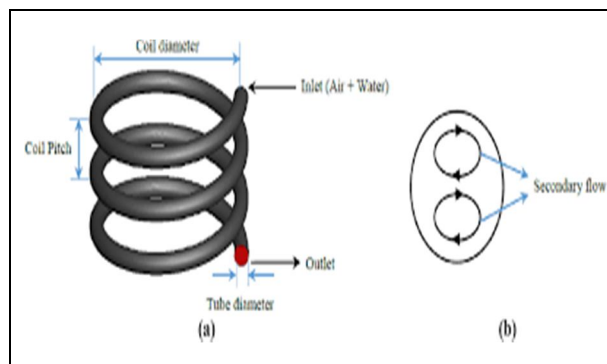 Coil diameter
Inlet (Air + Water)
Coil Pitch
Secondary flow
Outlet
Tube diameter
(a)
(b)